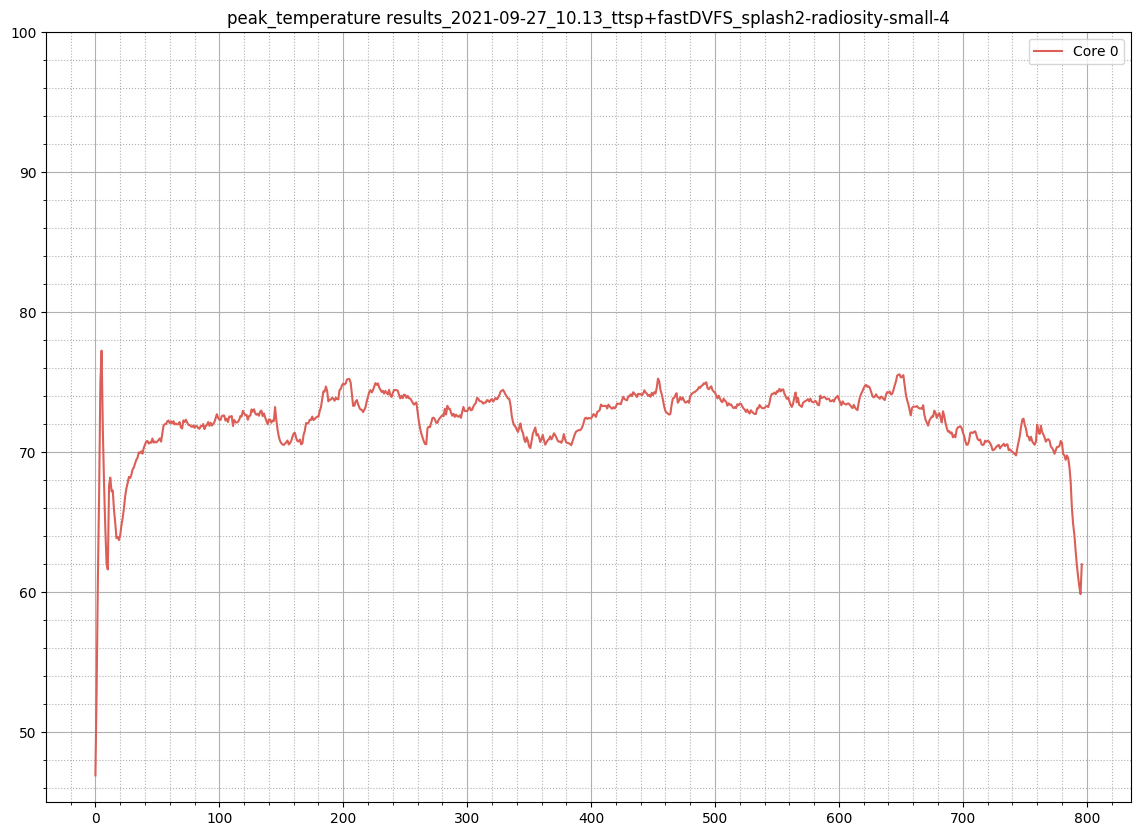 peak_temperature results_2021-09-27_10.13_ttsp+fastDVFS_splash2-radiosity-small-4
Core 0
100
90
80
70
60
50
0 100 200 300 400 500 600 700 800